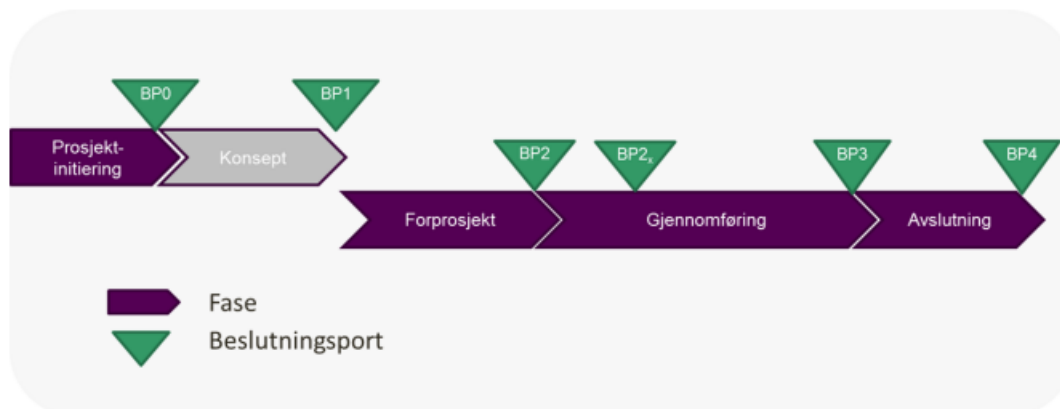 BP0
BP1
Prosjekt-
initiering
Konsept
BP2
BP2x
BP3
BP4
Forprosjekt
Gjennomføring
Avslutning
Fase
Beslutningsport